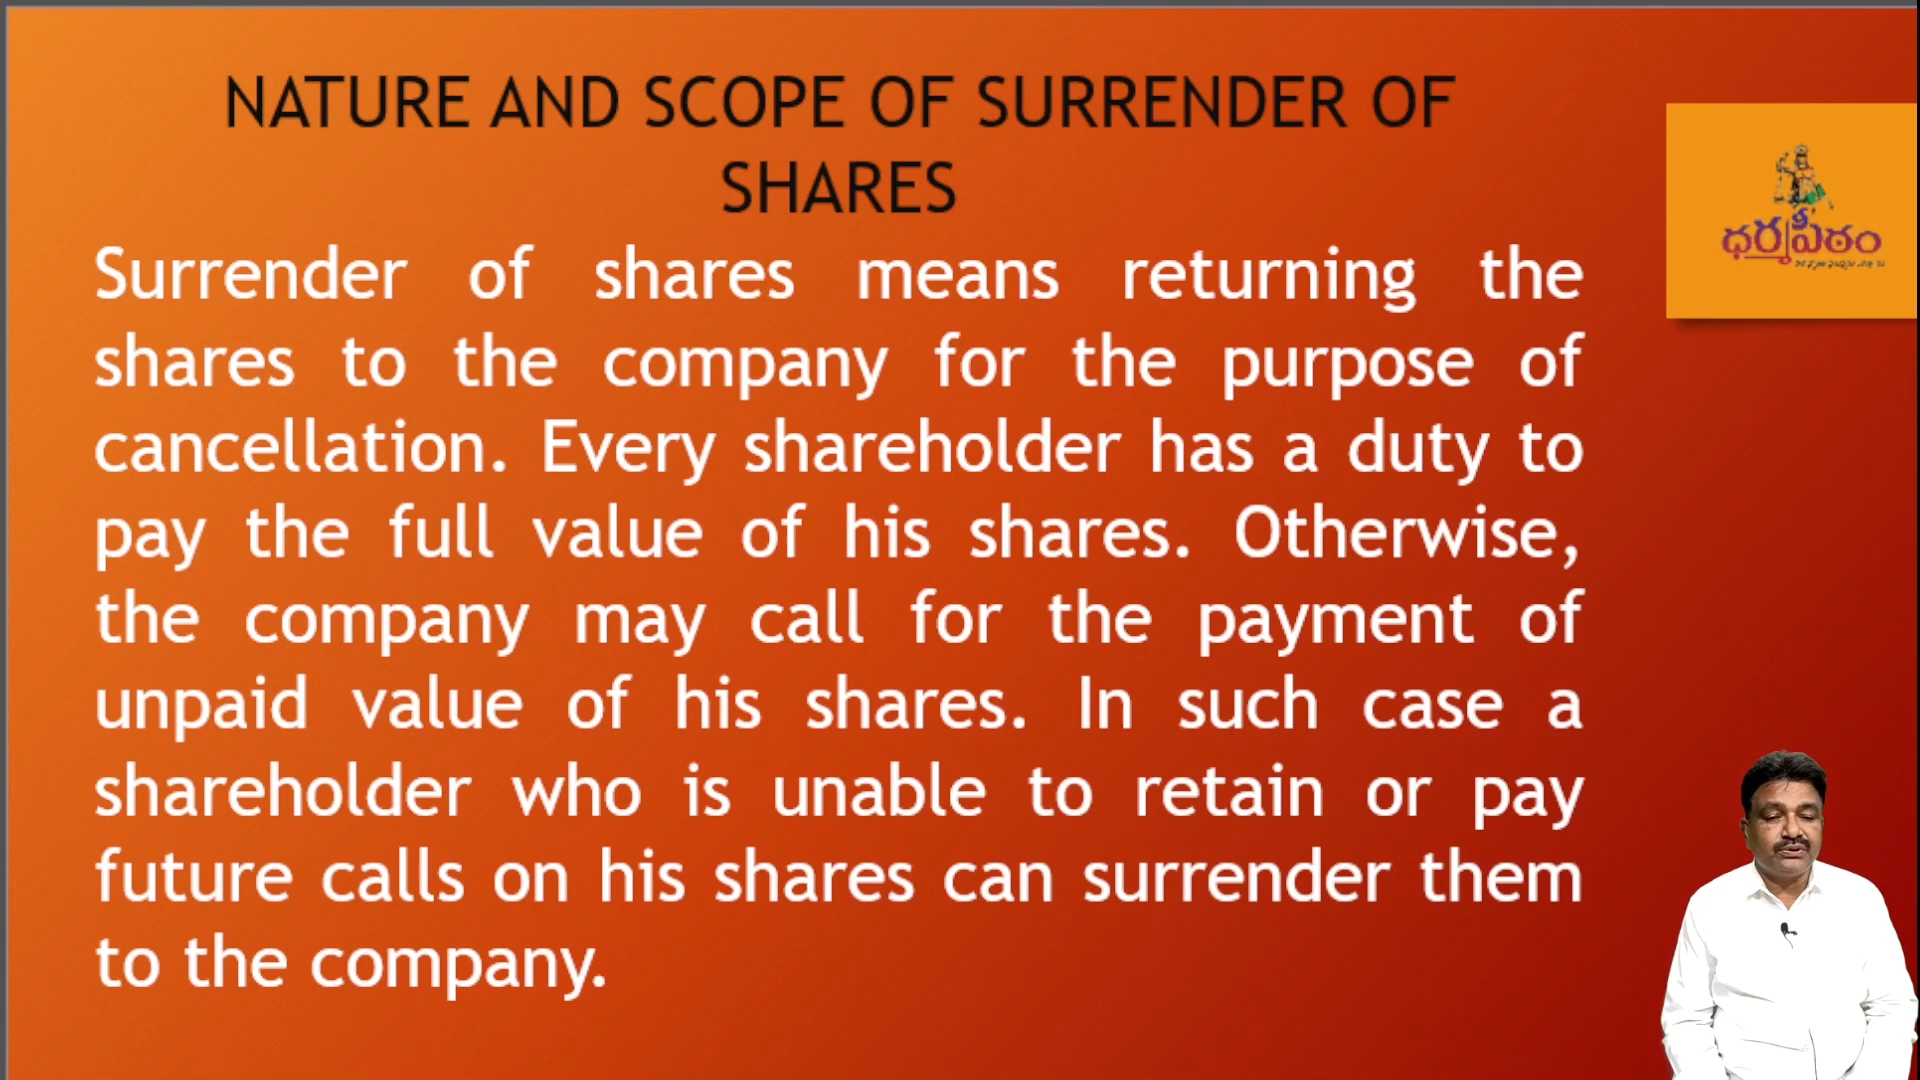 NATURE AND SCOPE OF SURRENDER OF
SHARES
Surrender of shares means returning the
shares to the company for the purpose of
cancellation. Every shareholder has a duty to
pay the full value of his shares. Otherwise,
the company may call for the payment of
unpaid value of his shares. In such case a
shareholder who is unable to retain or pay
future calls on his shares can surrender them
to the company.
ధర్మపీఠం